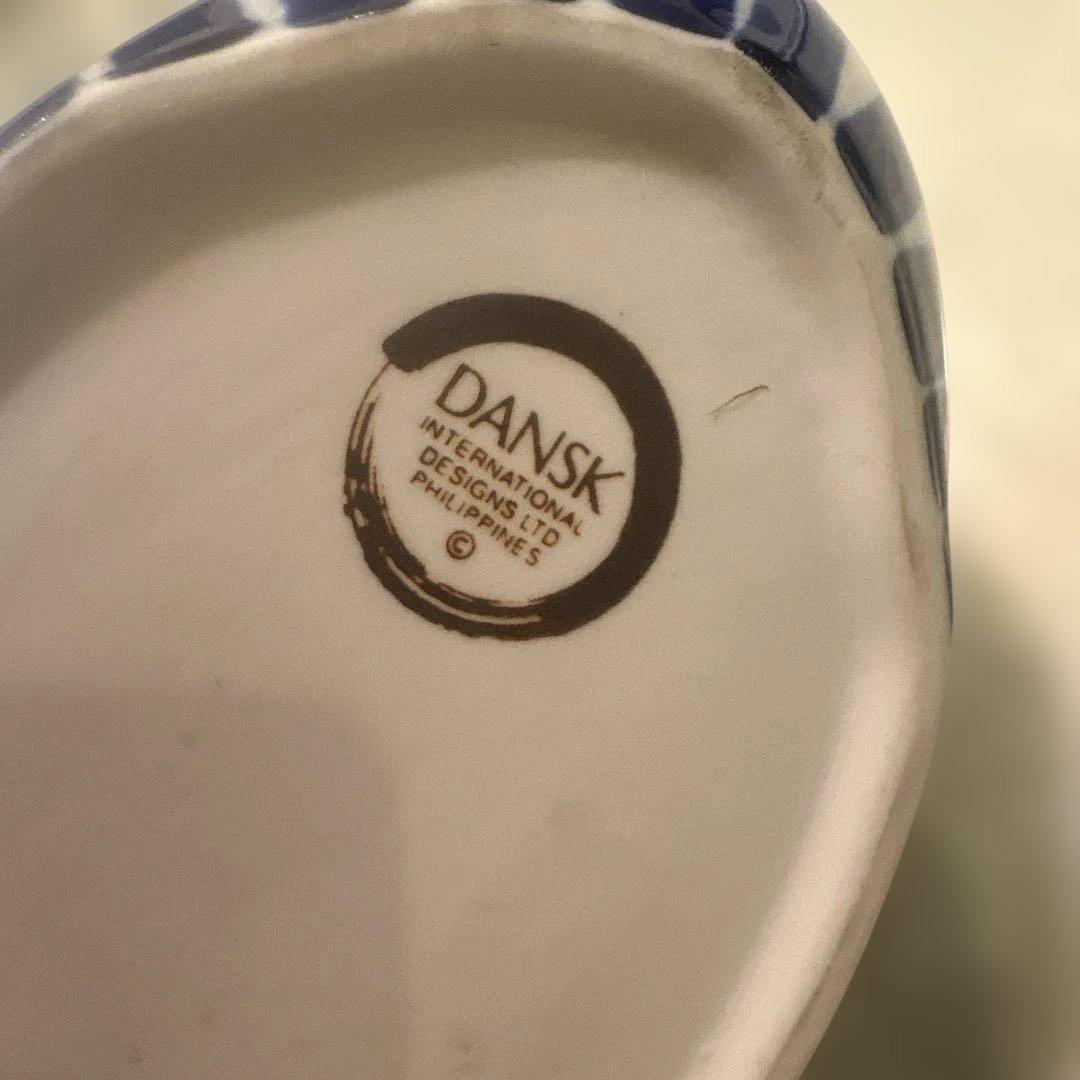 DANSK
INTERNATIONAL
DESIGNS LTD
PHILIPPINES
©